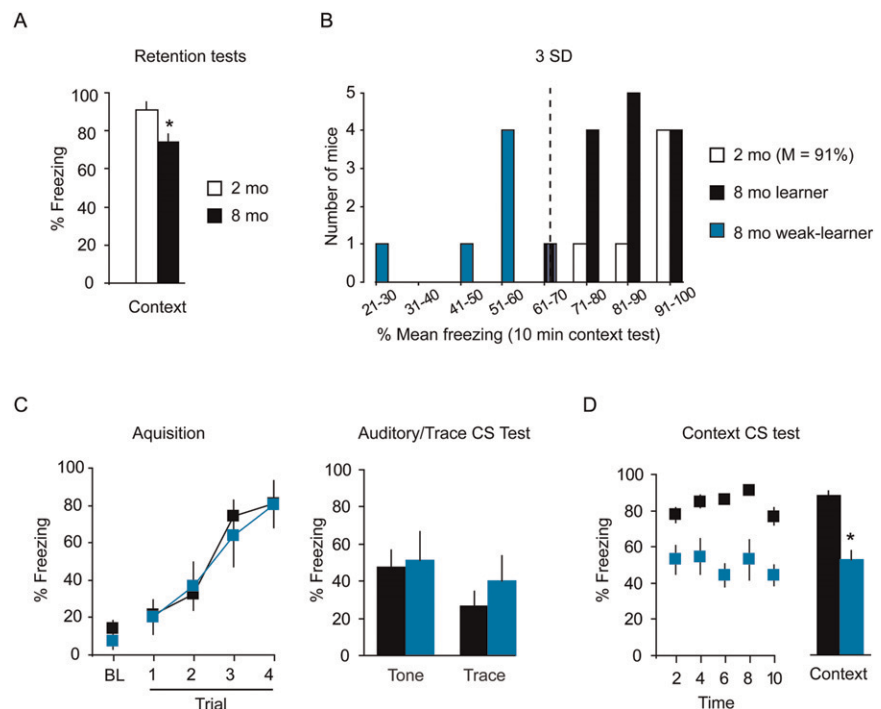 A
Retention tests
% Freezing
100
80
60
40
20
0
*
Context
2 mo
8 mo
B
3 SD
Number of mice
5
4
3
2
1
0
21-30
31-40
41-50
51-60
61-70
71-80
81-90
91-100
% Mean freezing (10 min context test)
2 mo (M = 91%)
8 mo learner
8 mo weak-learner
C
Aquisition
% Freezing
100
80
60
40
20
0
BL
1
2
3
4
Trial
Auditory/Trace CS Test
% Freezing
100
80
60
40
20
0
Tone
Trace
D
Context CS test
% Freezing
100
80
60
40
20
0
2
4
6
8
10
Time
*
Context